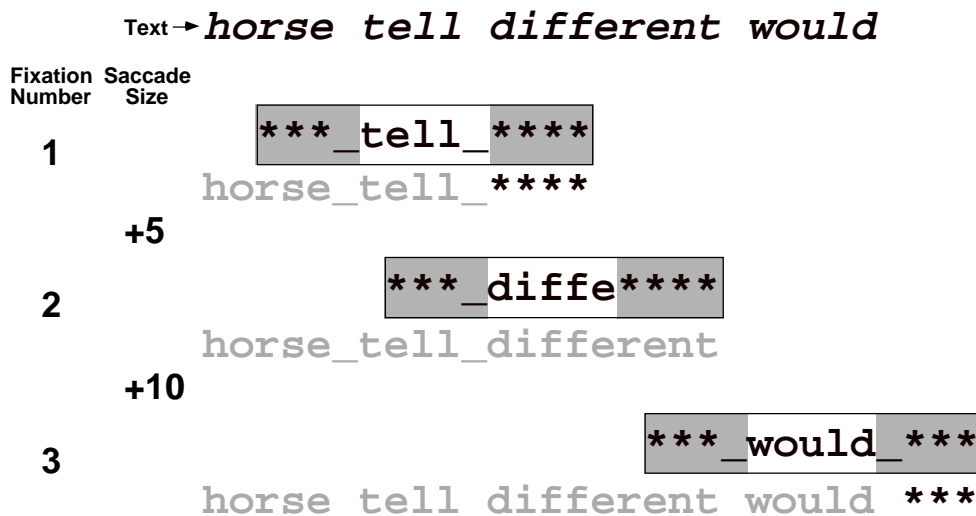 Text → horse tell different would
Fixation Number Saccade Size
1 ***_tell_****
horse_tell_****
+5
2 ***_diffe****
horse_tell_different
+10
3 ***_would_***
horse tell different would ***